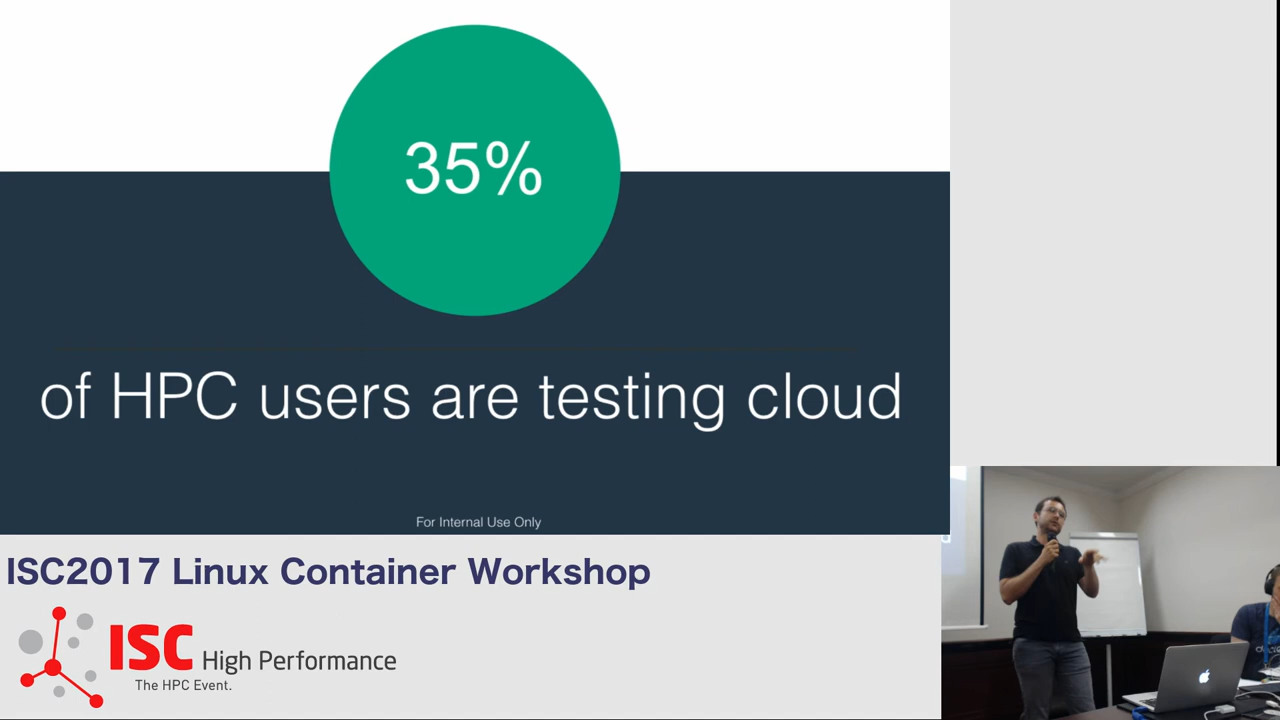 35%
of HPC users are testing cloud
For Internal Use Only
ISC2017 Linux Container Workshop
ISC High Performance
The HPC Event.